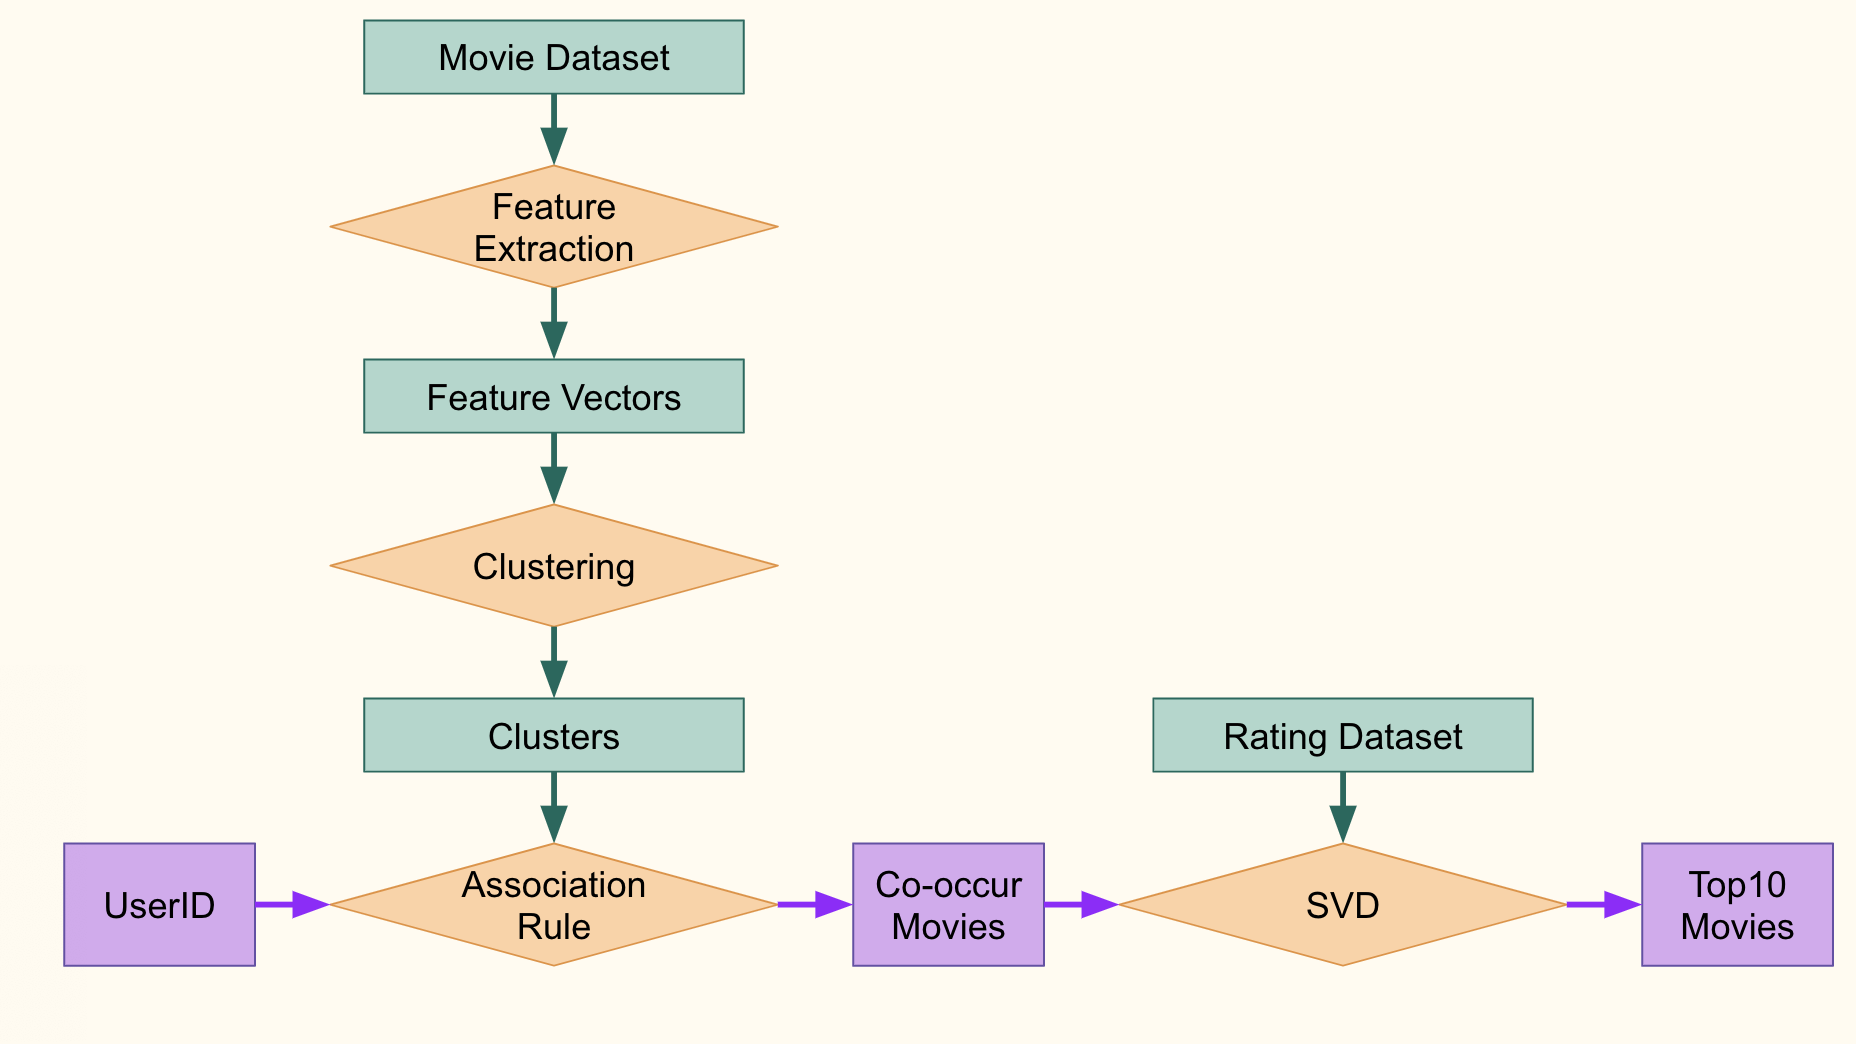 Movie Dataset
Feature
Extraction
Feature Vectors
Clustering
Clusters
Rating Dataset
UserID
Association
Rule
Co-occur
Movies
SVD
Top10
Movies